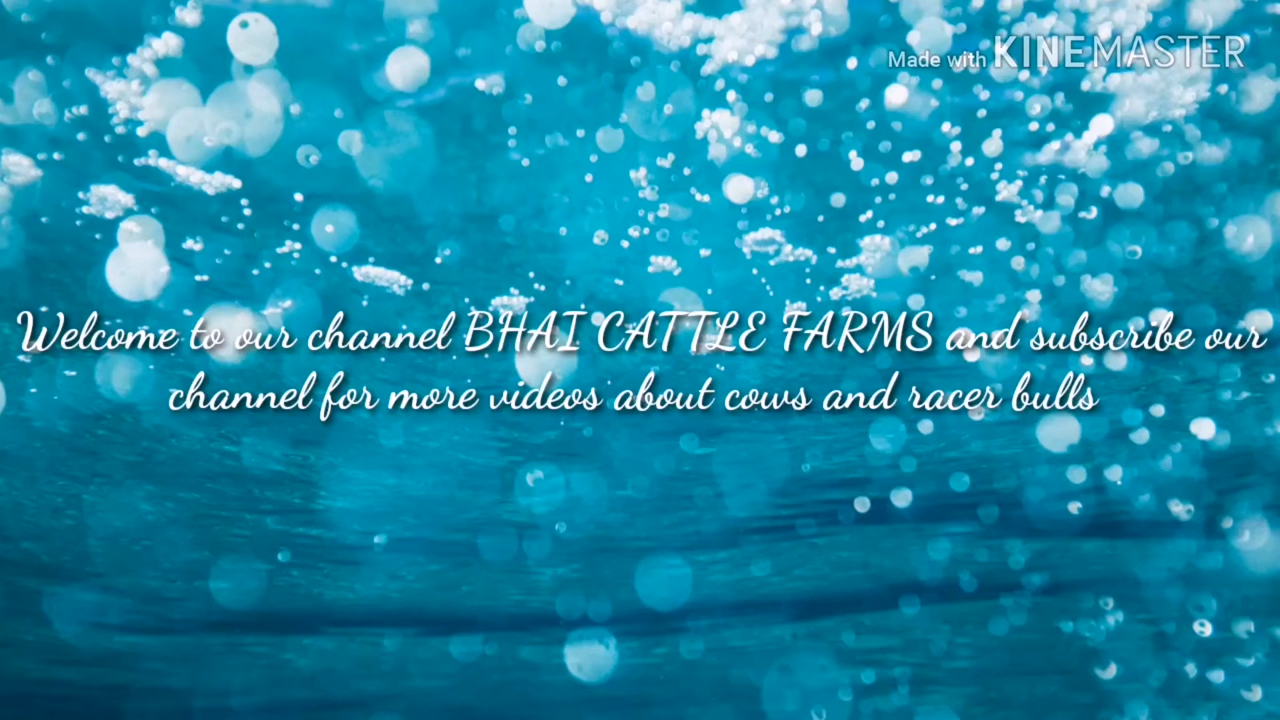 Made with KINEMASTER
Welcome to our channel BHAI CATTLE FARMS and subscribe our
channel for more videos about cows and racer bulls